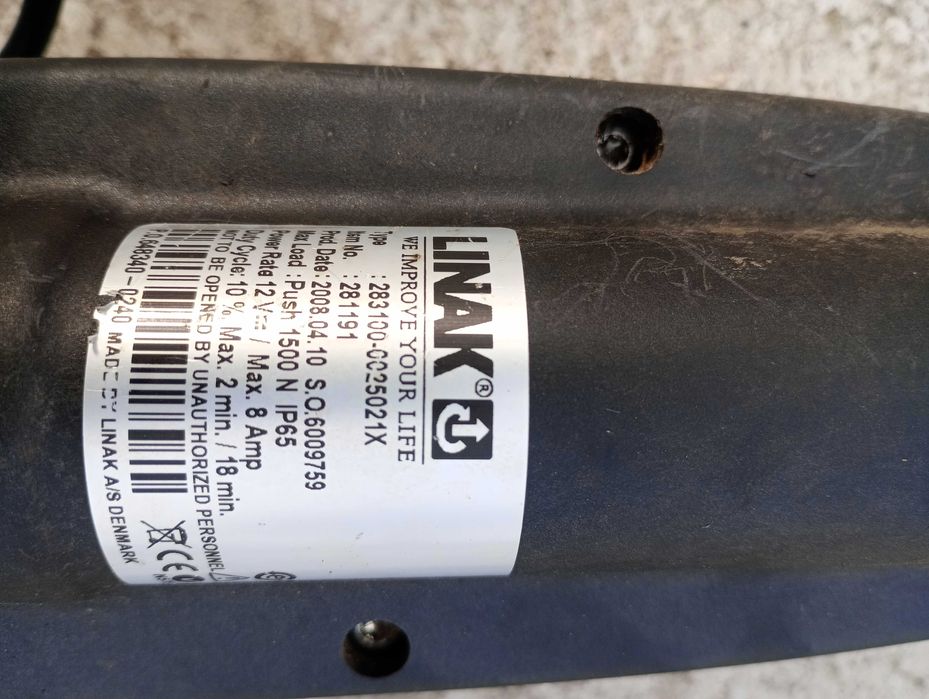 LINAK®
WE IMPROVE YOUR LIFE
Type : 283100-0025021X
Item No. : 281191
Prod. Date : 2008.04.10 S.O.6009759
Max Load : Push 1500 N IP65
Power Rate 12 V / Max. 8 Amp
Duty Cycle: 10 % Max. 2 min. / 18 min.
NOT TO BE OPENED BY UNAUTHORIZED PERSONNEL
CE
-0240 MADE BY LINAK A/S DENMARK